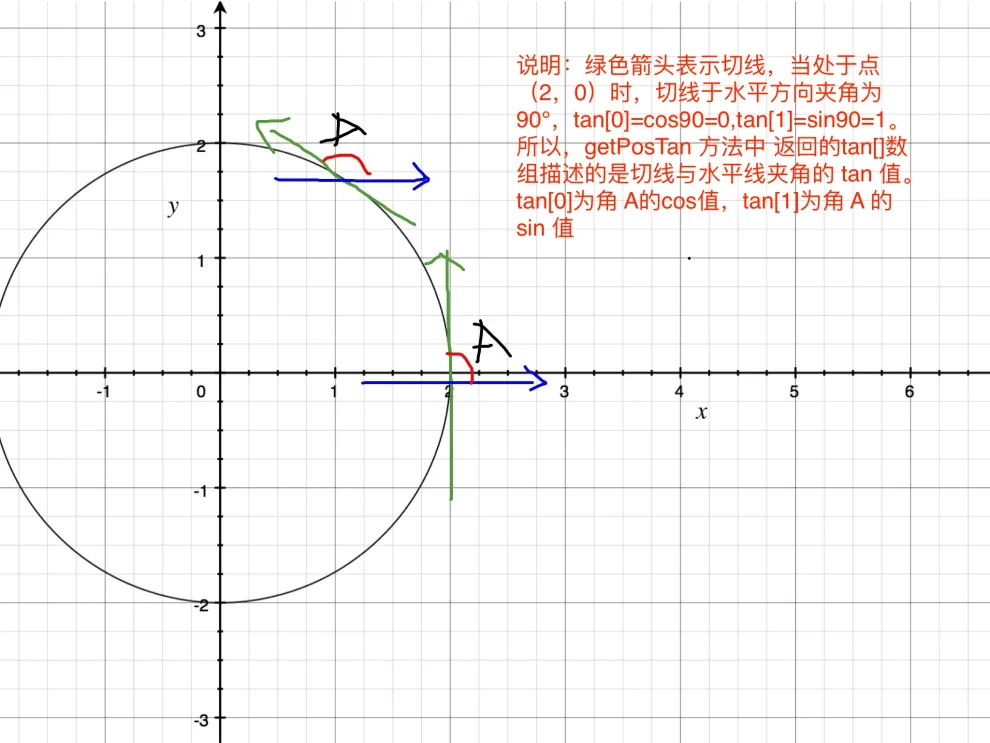 3
说明：绿色箭头表示切线，当处于点
（2，0）时，切线于水平方向夹角为
90°，tan[0]=cos90=0,tan[1]=sin90=1。
所以，getPosTan 方法中 返回的tan[]数
组描述的是切线与水平线夹角的 tan 值。
tan[0]为角 A的cos值，tan[1]为角 A 的
sin 值
A
2
y
1
A
-1 0 1 2 3 4 5 6
x
-1
-2
-3